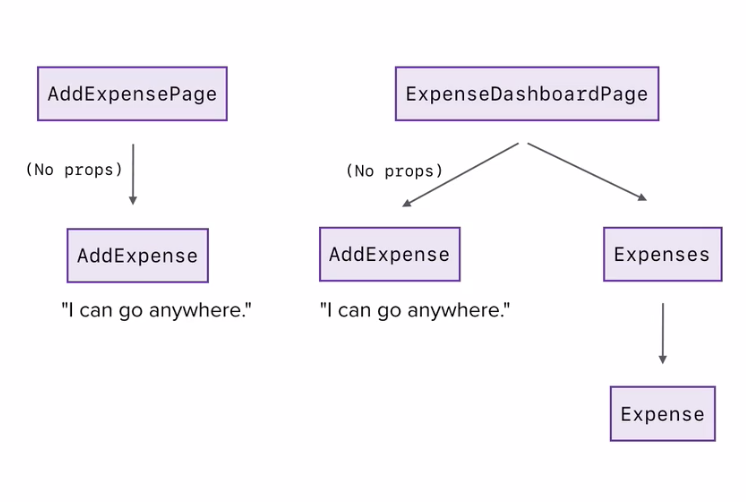 AddExpensePage
ExpenseDashboardPage
(No props)
(No props)
AddExpense
AddExpense
Expenses
"I can go anywhere."
"I can go anywhere."
Expense